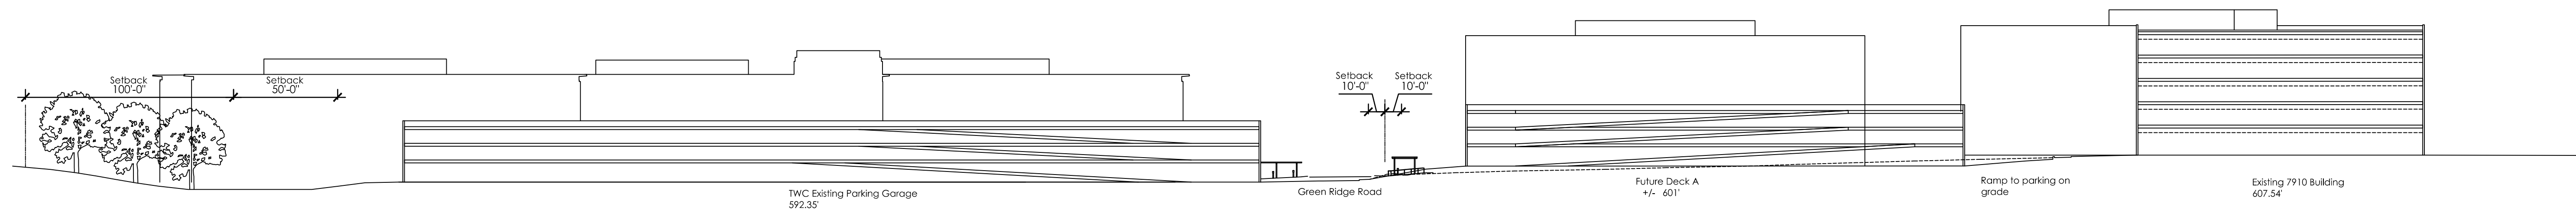 Setback
100'-0"
Setback
50'-0"
Setback
10'-0"
Setback
10'-0"
TWC Existing Parking Garage
592.35'
Green Ridge Road
Future Deck A
+/- 601'
Ramp to parking on
grade
Existing 7910 Building
607.54'